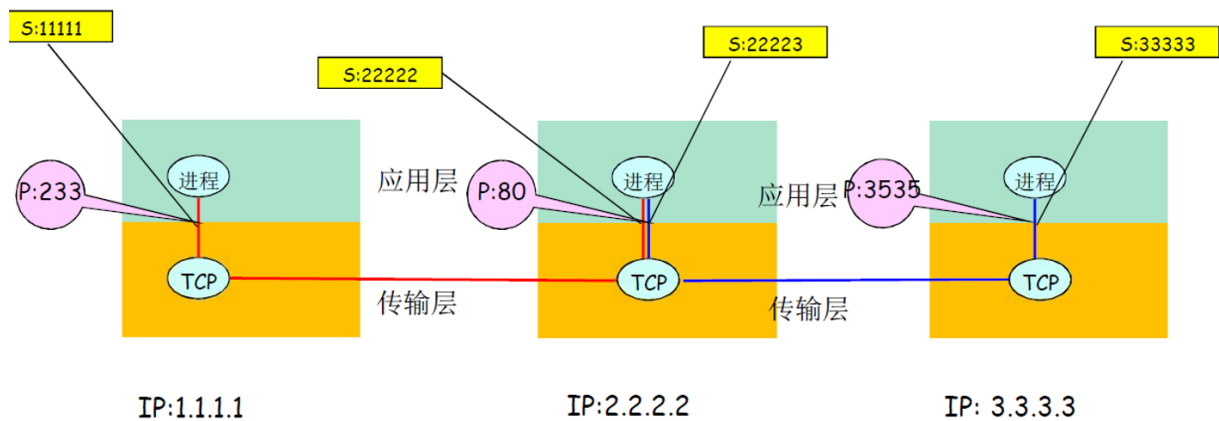 S:11111
S:22222
S:22223
S:33333
P:233
进程
应用层
P:80
进程
应用层
P:3535
进程
TCP
传输层
TCP
传输层
TCP
IP:1.1.1.1
IP:2.2.2.2
IP: 3.3.3.3